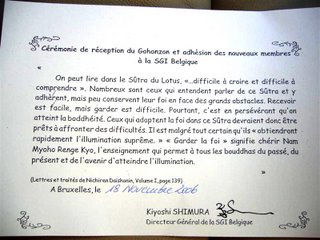 Cérémonie de réception du Gohonzon et adhésion des nouveaux membres
à la SGI Belgique
«
On peut lire dans le Sûtra du Lotus, «...difficile à croire et difficile à
comprendre ». Nombreux sont ceux qui entendent parler de ce Sûtra et y
adhèrent, mais peu conservent leur foi en face des grands obstacles. Recevoir
est facile, mais garder est difficile. Pourtant, c'est en persévérant qu'on
atteint la boddhéité. Ceux qui adoptent la foi dans ce Sûtra devraient donc être
prêts à affronter des difficultés. Il est malgré tout certain qu'ils « obtiendront
rapidement l'illumination suprême. » « Garder la foi » signifie chérir Nam
Myoho Renge Kyo, l'enseignement qui permet à tous les bouddhas du passé, du
présent et de l'avenir d'atteindre l'illumination.
»
(Lettres et traités de Nichiren Daishonin, Volume I, page 139).
A Bruxelles, le 18 Novembre 2006
Kiyoshi SHIMURA
Directeur Général de la SGI Belgique